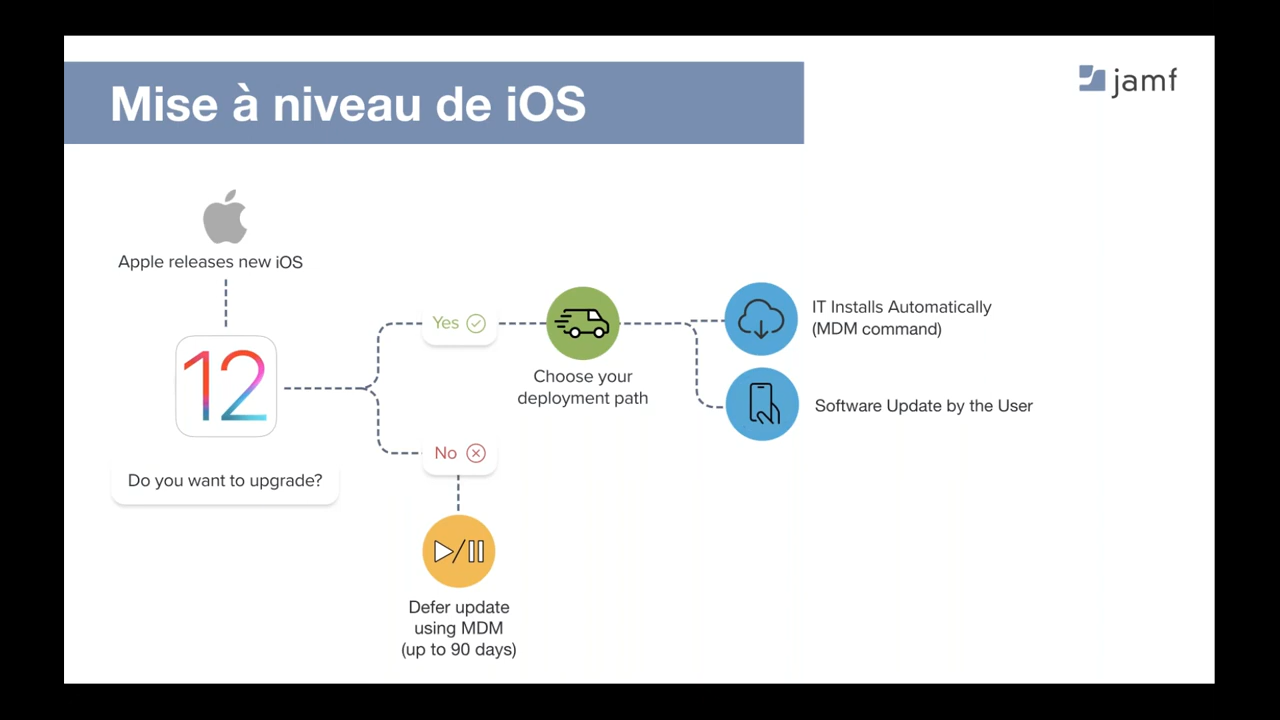 Mise à niveau de iOS
jamf
Apple releases new iOS
12
Do you want to upgrade?
Yes
No
Choose your
deployment path
IT Installs Automatically
(MDM command)
Software Update by the User
Defer update
using MDM
(up to 90 days)